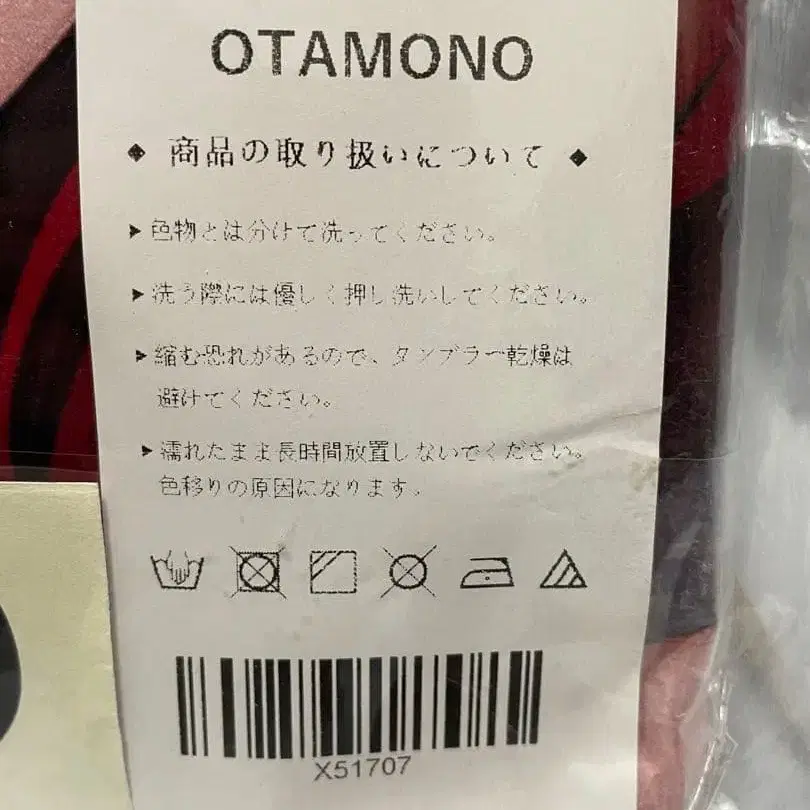 OTAMONO
◆ 商品の取り扱いについて ◆
▶色物とは分けて洗ってください。
▶洗う際には優しく押し洗いしてください。
▶縮む恐れがあるので、タンブラー乾燥は
避けてください。
▶濡れたまま長時間放置しないでください。
色移りの原因になります。
X51707